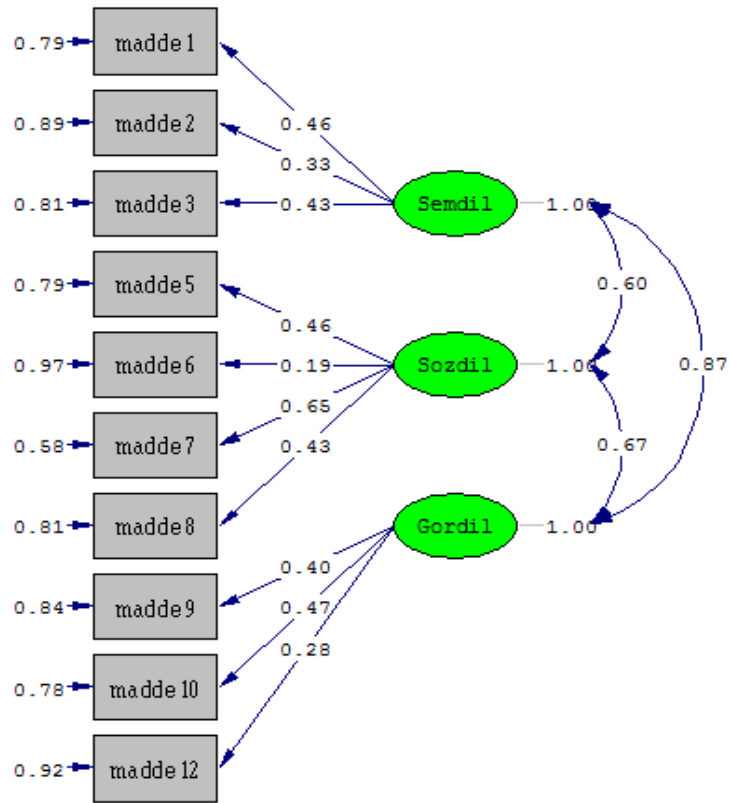 0.79 madde1
0.46
0.89 madde2
0.33
0.81 madde3 0.43 Semdil 1.00
0.79 madde5
0.60
0.46
0.97 madde6 0.19 Sozdil 1.00 0.87
0.65
0.58 madde7 0.43 0.67
0.81 madde8 Gordil 1.00
0.40
0.84 madde9 0.47
0.28
0.78 madde10
0.92 madde12